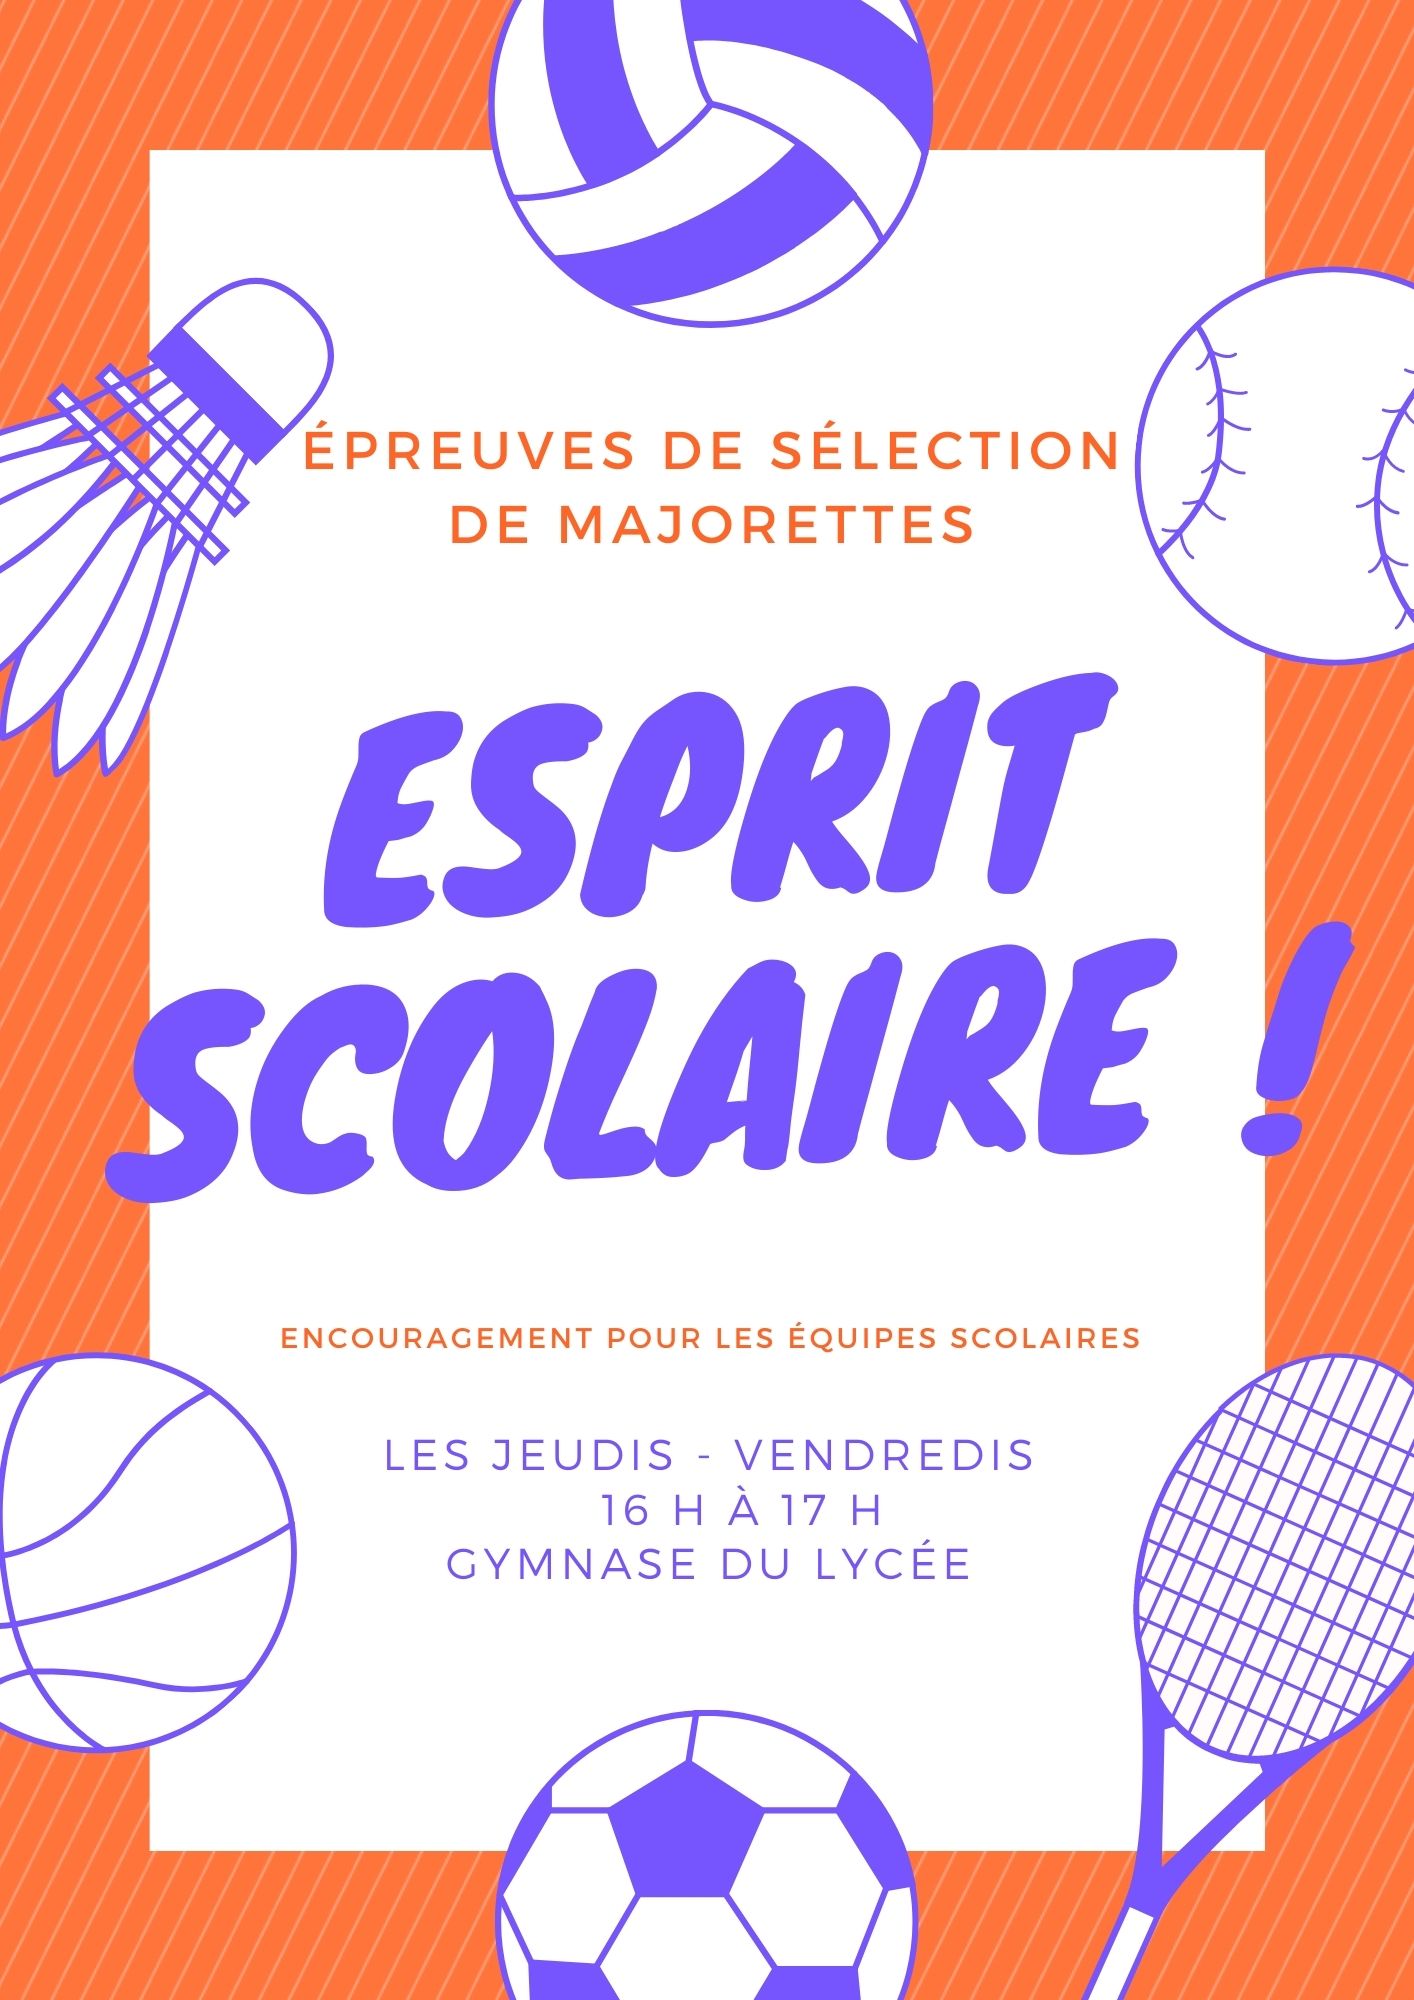 ÉPREUVES DE SÉLECTION
DE MAJORETTES
ESPRIT
SCOLAIRE !
ENCOURAGEMENT POUR LES ÉQUIPES SCOLAIRES
LES JEUDIS - VENDREDIS
16 H À 17 H
GYMNASE DU LYCÉE